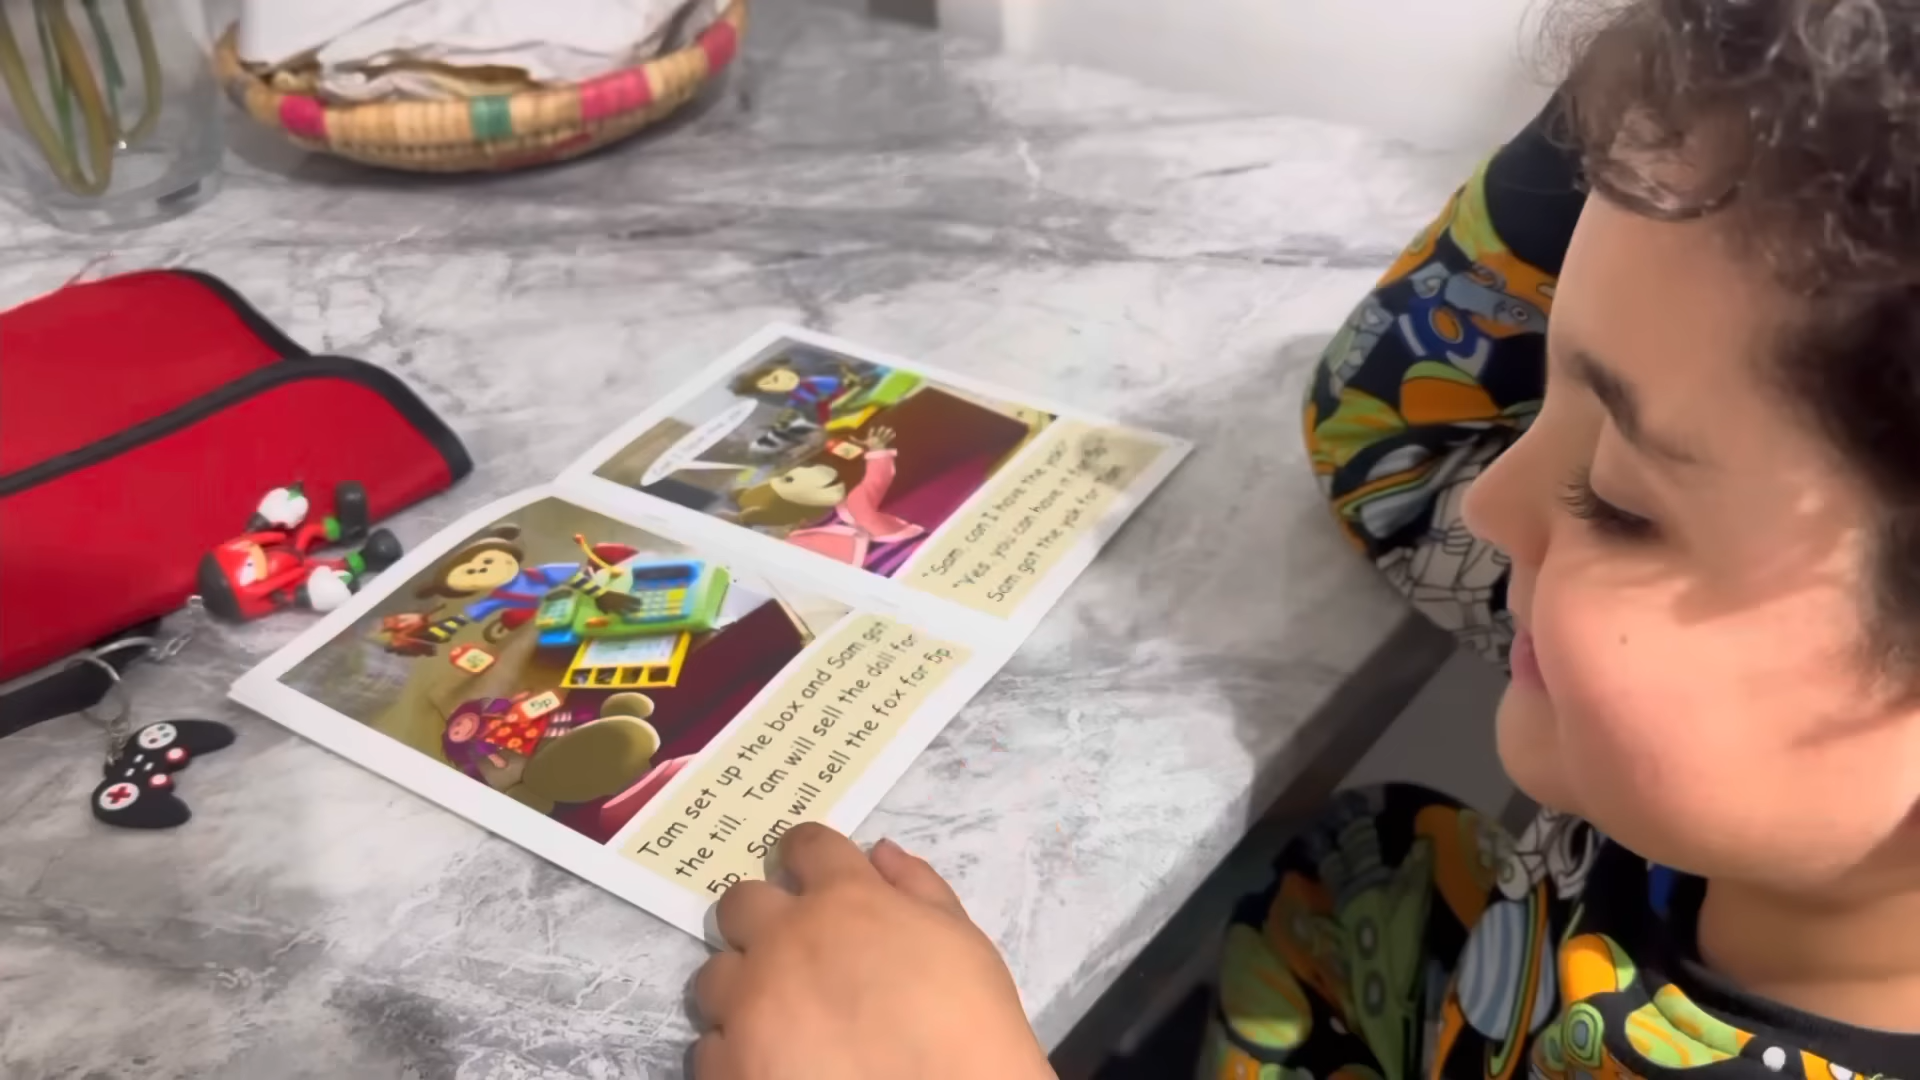 Tam set up the box and Sam got
the till. Tam will sell the doll for
5p. Sam will sell the fox for 5p.
5p
"Sam, can I have the yak?"
"Yes, you can have it for
Sam got the yak for